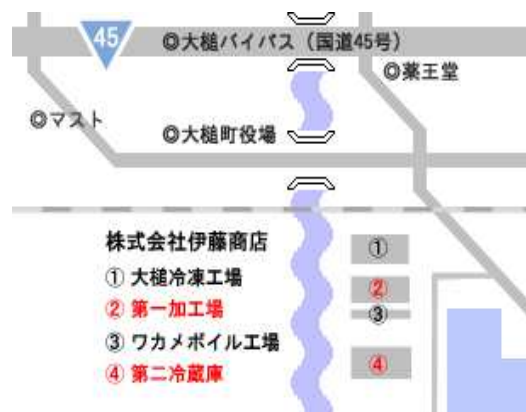 45
◎大槌バイパス（国道45号）
◎薬王堂
◎マスト
◎大槌町役場
株式会社伊藤商店
① 大槌冷凍工場
② 第一加工場
③ ワカメボイル工場
④ 第二冷蔵庫
①
②
③
④